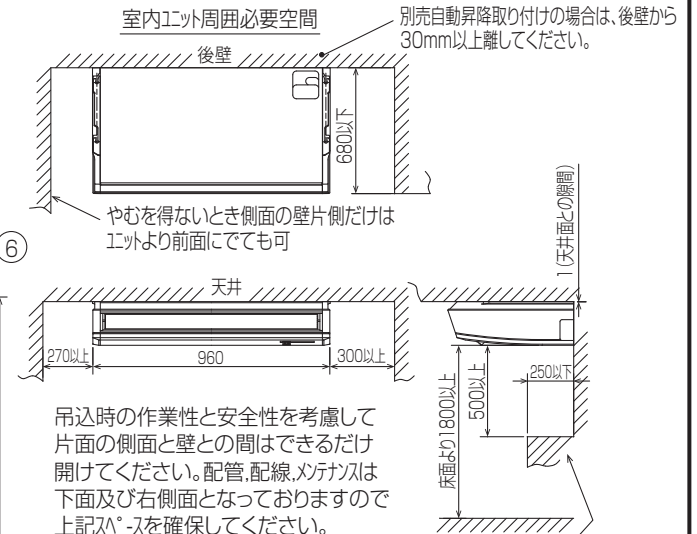 室内ﾕﾆｯﾄ周囲必要空間
別売自動昇降取り付けの場合は、後壁から
30mm以上離してください。
後壁
680以下
やむを得ないとき側面の壁片側だけは
ﾕﾆｯﾄより前面にでても可
6
1(天井面との隙間)
天井
270以上
960
300以上
床面より1800以上
500以上
250以下
吊込時の作業性と安全性を考慮して
片面の側面と壁との間はできるだけ
開けてください。配管,配線,ﾒﾝﾃﾅﾝｽは
下面及び右側面となっておりますので
上記ｽﾍﾟ-ｽを確保してください。